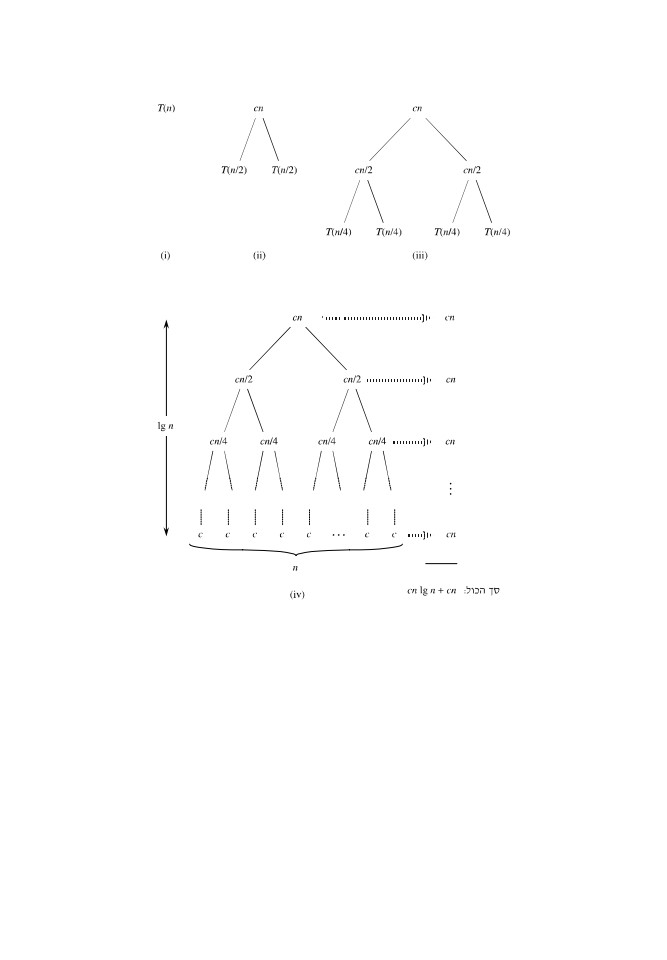 T(n) cn cn
T(n/2) T(n/2) cn/2 cn/2
T(n/4) T(n/4) T(n/4) T(n/4)
(i) (ii) (iii)
cn cn
cn/2 cn/2 cn
lg n
cn/4 cn/4 cn/4 cn/4 cn
⋮
c c c c c ⋯ c c cn
n
סך הכול: cn lg n + cn
(iv)